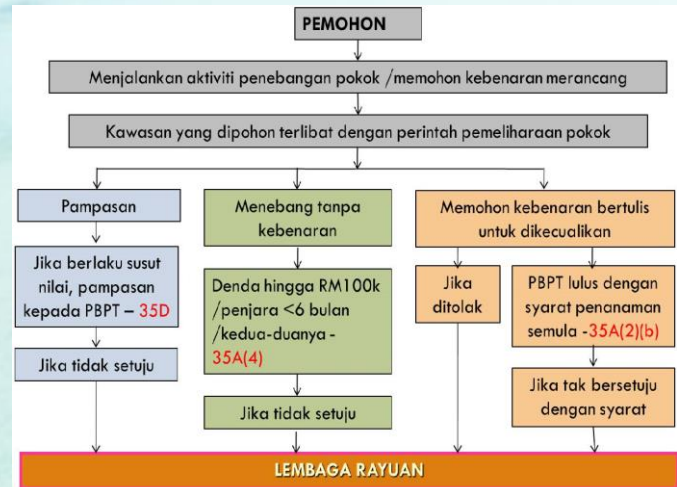 PEMOHON
Menjalankan aktiviti penebangan pokok /memohon kebenaran merancang
Kawasan yang dipohon terlibat dengan perintah pemeliharaan pokok
Pampasan
Jika berlaku susut
nilai, pampasan
kepada PBPT – 35D
Jika tidak setuju
Menebang tanpa
kebenaran
Denda hingga RM100k
/penjara <6 bulan
/kedua-duanya -
35A(4)
Jika tidak setuju
Memohon kebenaran bertulis
untuk dikecualikan
Jika
ditolak
PBPT lulus dengan
syarat penanaman
semula -35A(2)(b)
Jika tak bersetuju
dengan syarat
LEMBAGA RAYUAN